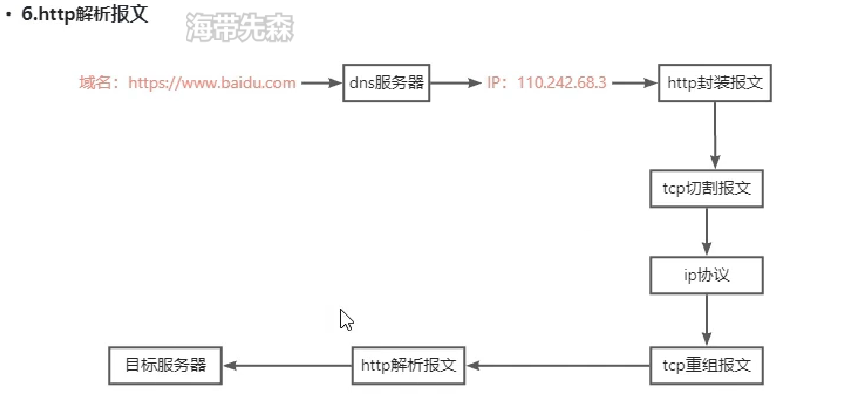 • 6.http解析报文
海带先森
域名：https://www.baidu.com
dns服务器
IP：110.242.68.3
http封装报文
tcp切割报文
ip协议
目标服务器
http解析报文
tcp重组报文